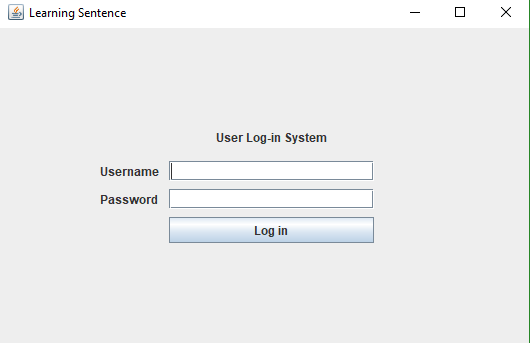 Learning Sentence
User Log-in System
Username
Password
Log in